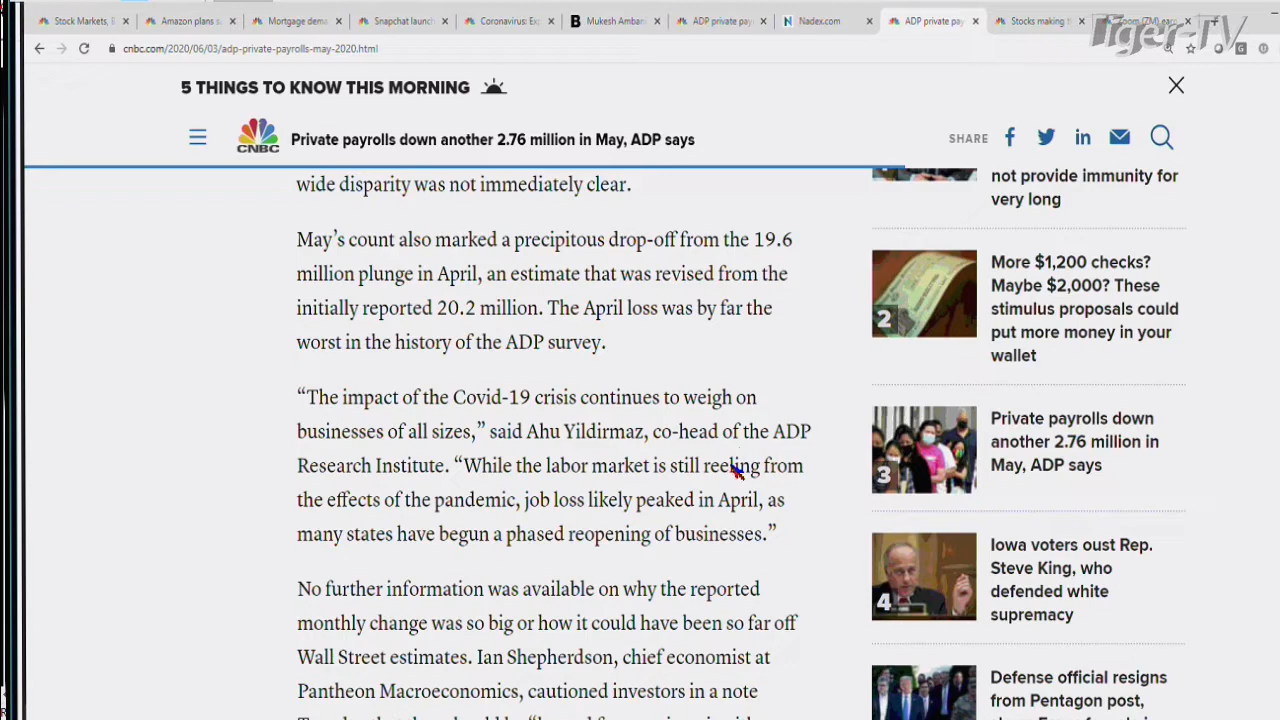 Stock Markets, B
Amazon plans s
Mortgage dema
Snapchat launch
Coronavirus: Ex
Mukesh Amban
ADP private pay
Nadex.com
ADP private pay
Stocks making t
Zoom (ZM) ear
Tiger-TV
cnbc.com/2020/06/03/adp-private-payrolls-may-2020.html
5 THINGS TO KNOW THIS MORNING
CNBC
Private payrolls down another 2.76 million in May, ADP says
SHARE
wide disparity was not immediately clear.
May’s count also marked a precipitous drop-off from the 19.6
million plunge in April, an estimate that was revised from the
initially reported 20.2 million. The April loss was by far the
worst in the history of the ADP survey.
“The impact of the Covid-19 crisis continues to weigh on
businesses of all sizes,” said Ahu Yildirmaz, co-head of the ADP
Research Institute. “While the labor market is still reeling from
the effects of the pandemic, job loss likely peaked in April, as
many states have begun a phased reopening of businesses.”
No further information was available on why the reported
monthly change was so big or how it could have been so far off
Wall Street estimates. Ian Shepherdson, chief economist at
Pantheon Macroeconomics, cautioned investors in a note
not provide immunity for
very long
2
More $1,200 checks?
Maybe $2,000? These
stimulus proposals could
put more money in your
wallet
3
Private payrolls down
another 2.76 million in
May, ADP says
4
Iowa voters oust Rep.
Steve King, who
defended white
supremacy
Defense official resigns
from Pentagon post,